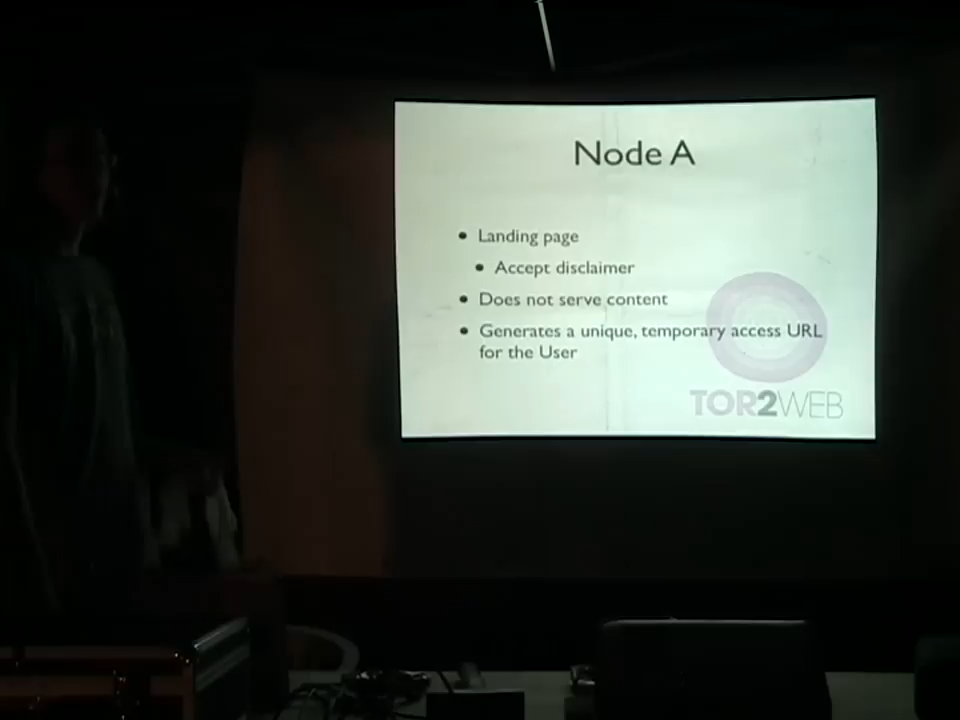 Node A
• Landing page
• Accept disclaimer
• Does not serve content
• Generates a unique, temporary access URL
for the User
TOR2WEB